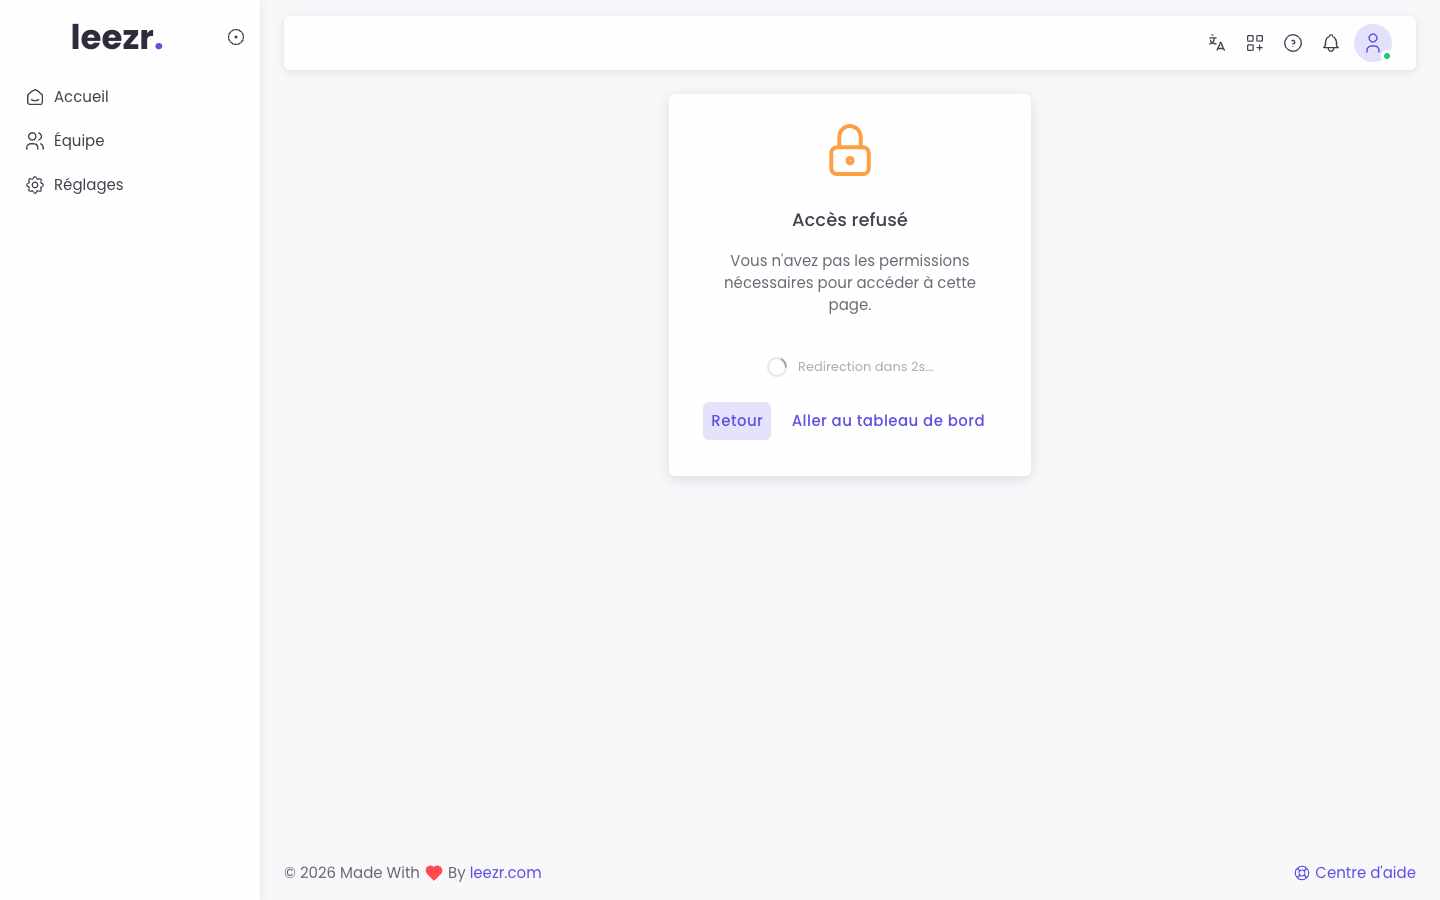 leezr.
Accueil
Équipe
Réglages
Accès refusé
Vous n'avez pas les permissions
nécessaires pour accéder à cette
page.
Redirection dans 2s...
Retour
Aller au tableau de bord
© 2026 Made With ❤ By leezr.com
Centre d'aide